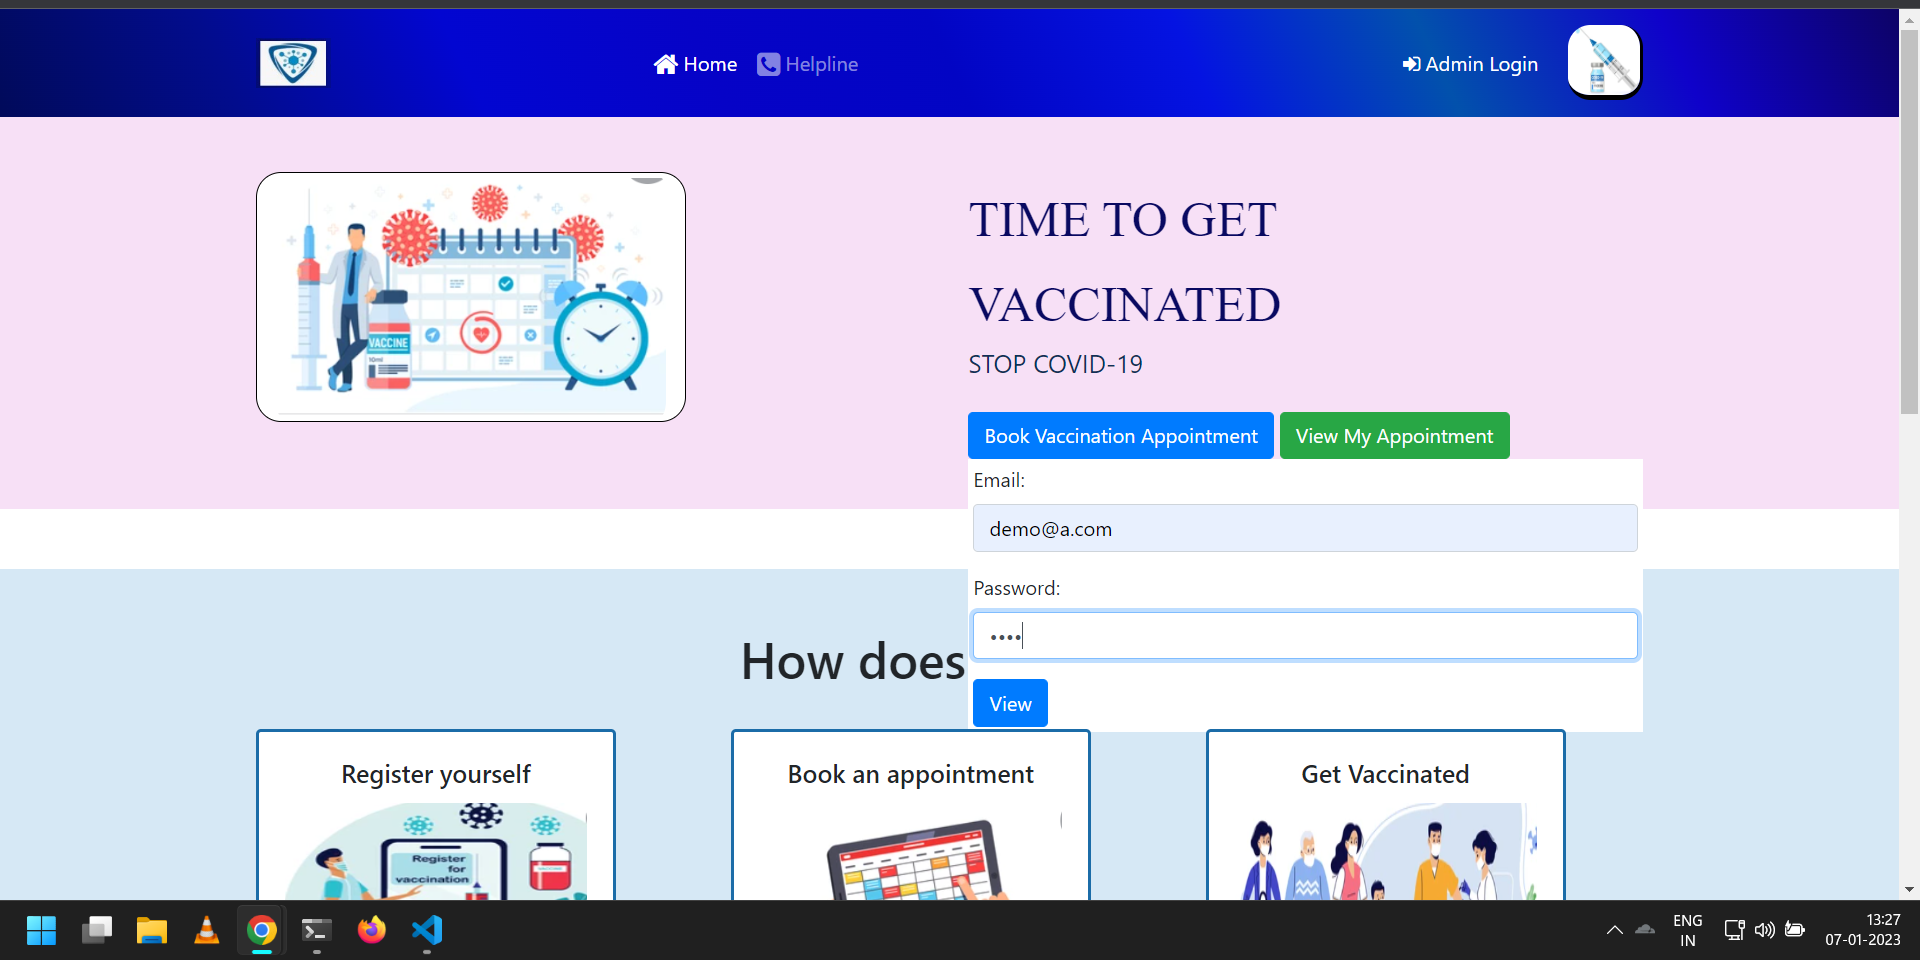 Home
Helpline
Admin Login
TIME TO GET
VACCINATED
STOP COVID-19
VACCINE
10ml
Book Vaccination Appointment
View My Appointment
Email:
demo@a.com
Password:
••••
How does
View
Register yourself
Book an appointment
Get Vaccinated
Register
for
vaccination
ENG
IN
13:27
07-01-2023